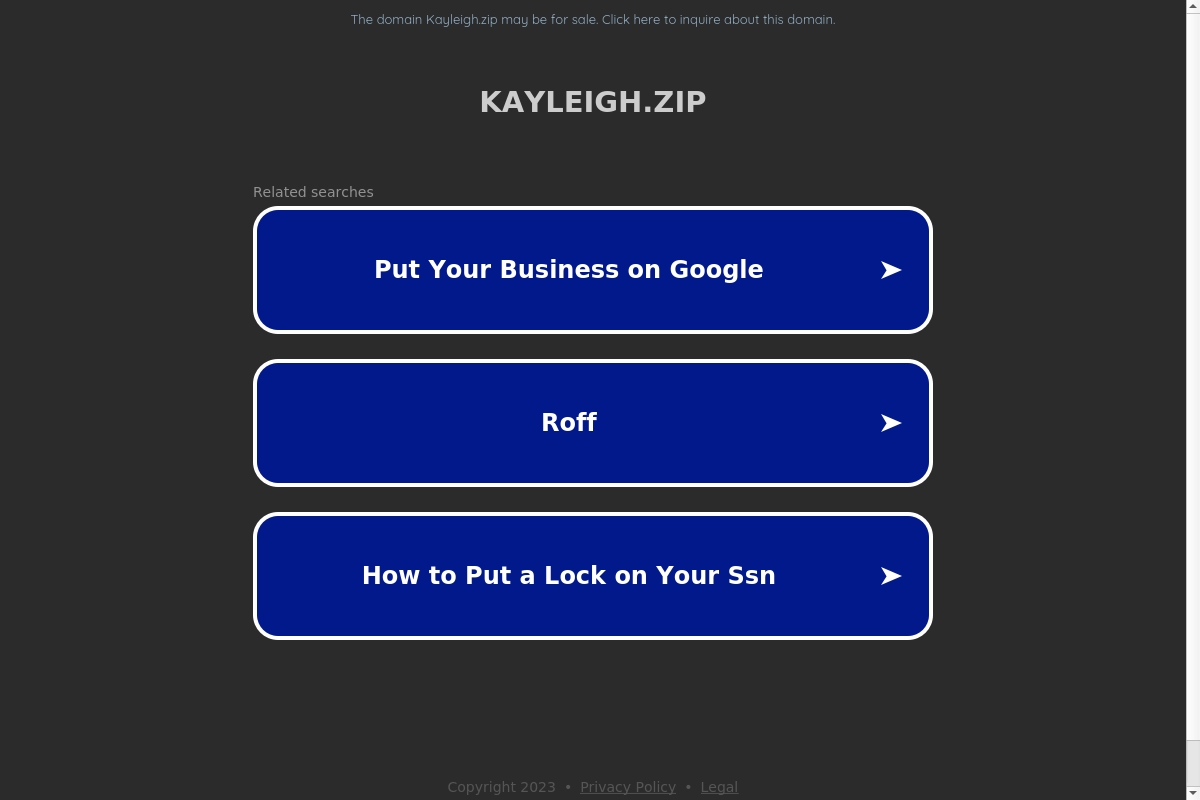 The domain Kayleigh.zip may be for sale. Click here to inquire about this domain.
KAYLEIGH.ZIP
Related searches
Put Your Business on Google
Roff
How to Put a Lock on Your Ssn
Copyright 2023 • Privacy Policy • Legal